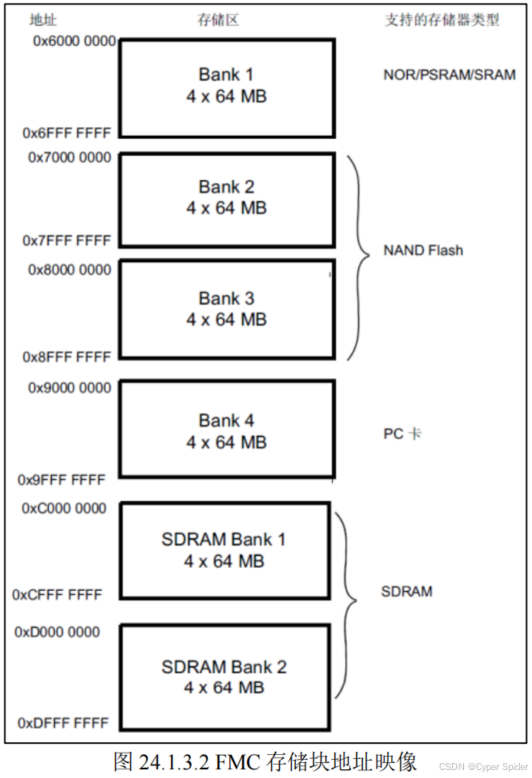 地址 存储区 支持的存储器类型
0x6000 0000
Bank 1
4 x 64 MB
NOR/PSRAM/SRAM
0x6FFF FFFF
0x7000 0000
Bank 2
4 x 64 MB
0x7FFF FFFF
NAND Flash
0x8000 0000
Bank 3
4 x 64 MB
0x8FFF FFFF
0x9000 0000
Bank 4
4 x 64 MB
PC 卡
0x9FFF FFFF
0xC000 0000
SDRAM Bank 1
4 x 64 MB
0xCFFF FFFF
SDRAM
0xD000 0000
SDRAM Bank 2
4 x 64 MB
0xDFFF FFFF
图 24.1.3.2 FMC 存储块地址映像
CSDN @Cyper Spider